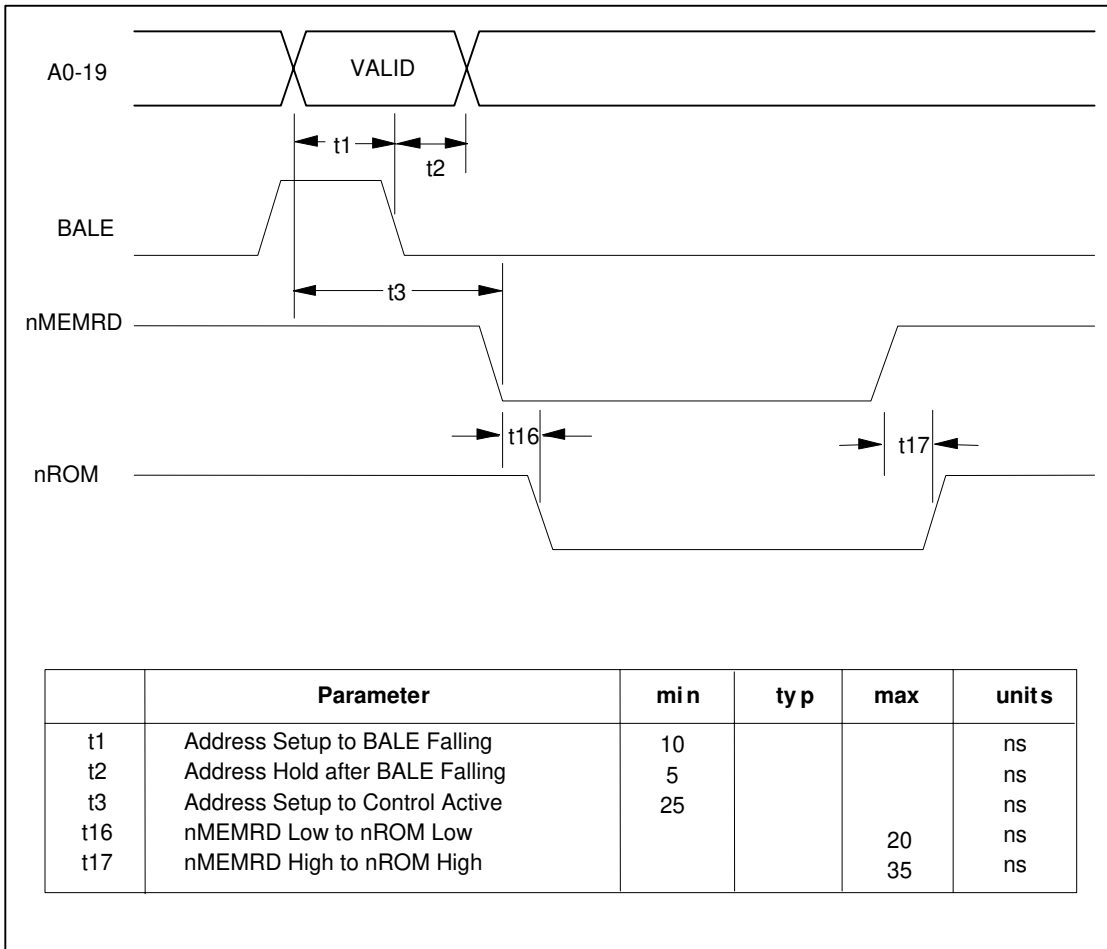 A0-19
VALID
t1
t2
BALE
t3
nMEMRD
t16
t17
nROM
Parameter min typ max units
t1 Address Setup to BALE Falling 10 ns
t2 Address Hold after BALE Falling 5 ns
t3 Address Setup to Control Active 25 ns
t16 nMEMRD Low to nROM Low 20 ns
t17 nMEMRD High to nROM High 35 ns